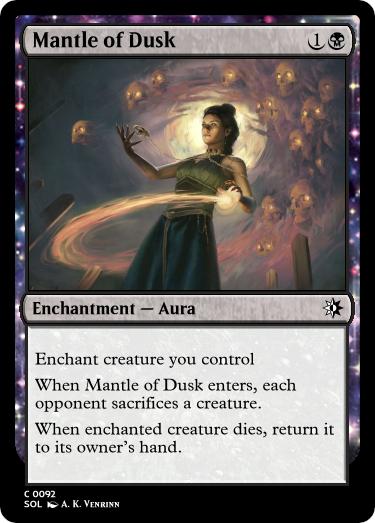 Mantle of Dusk 1
Enchantment — Aura
Enchant creature you control
When Mantle of Dusk enters, each
opponent sacrifices a creature.
When enchanted creature dies, return it
to its owner's hand.
C 0092
SOL A. K. Venrinn